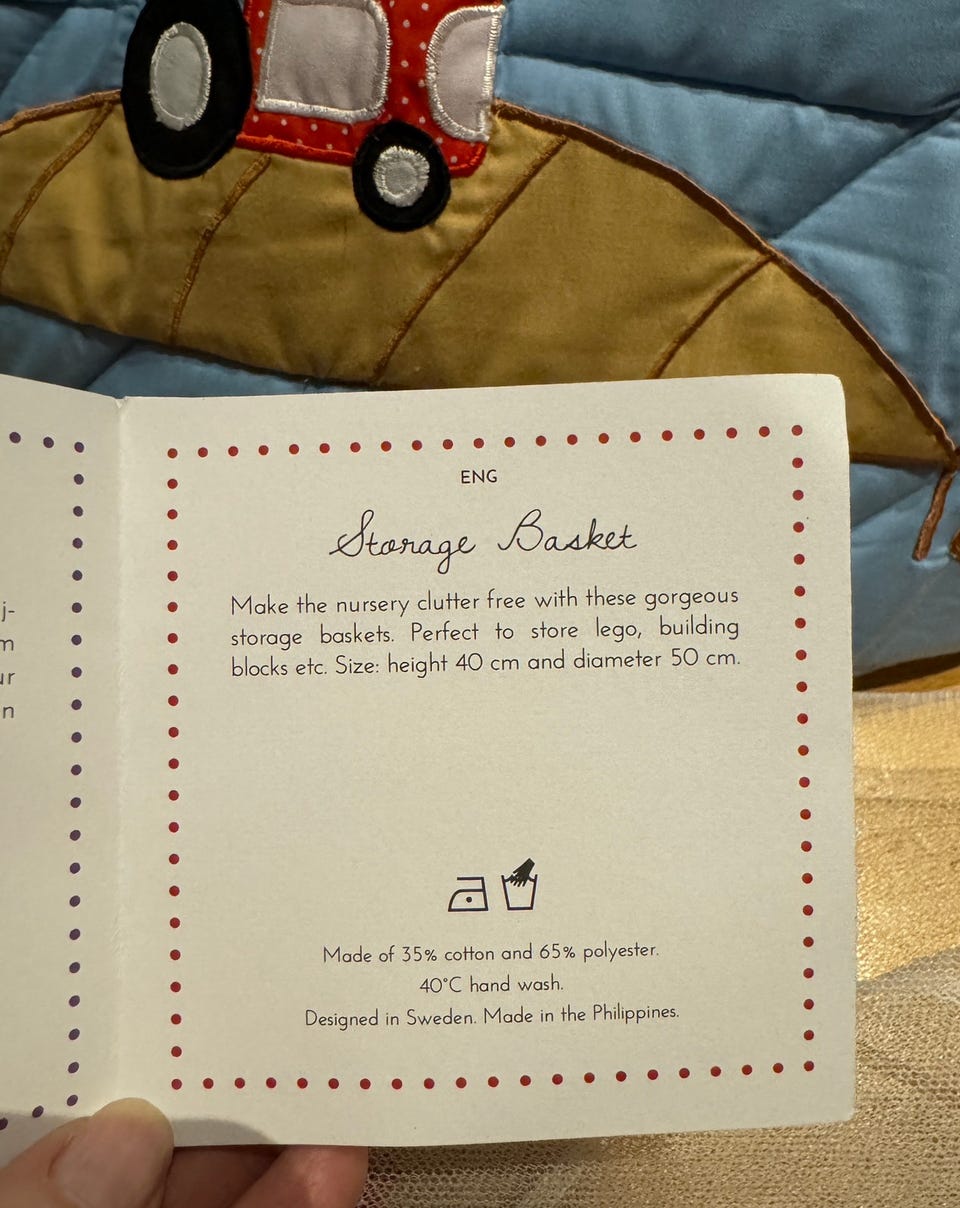 j-
m
ur
n
ENG
Storage Basket
Make the nursery clutter free with these gorgeous
storage baskets. Perfect to store lego, building
blocks etc. Size: height 40 cm and diameter 50 cm.
Made of 35% cotton and 65% polyester.
40°C hand wash.
Designed in Sweden. Made in the Philippines.